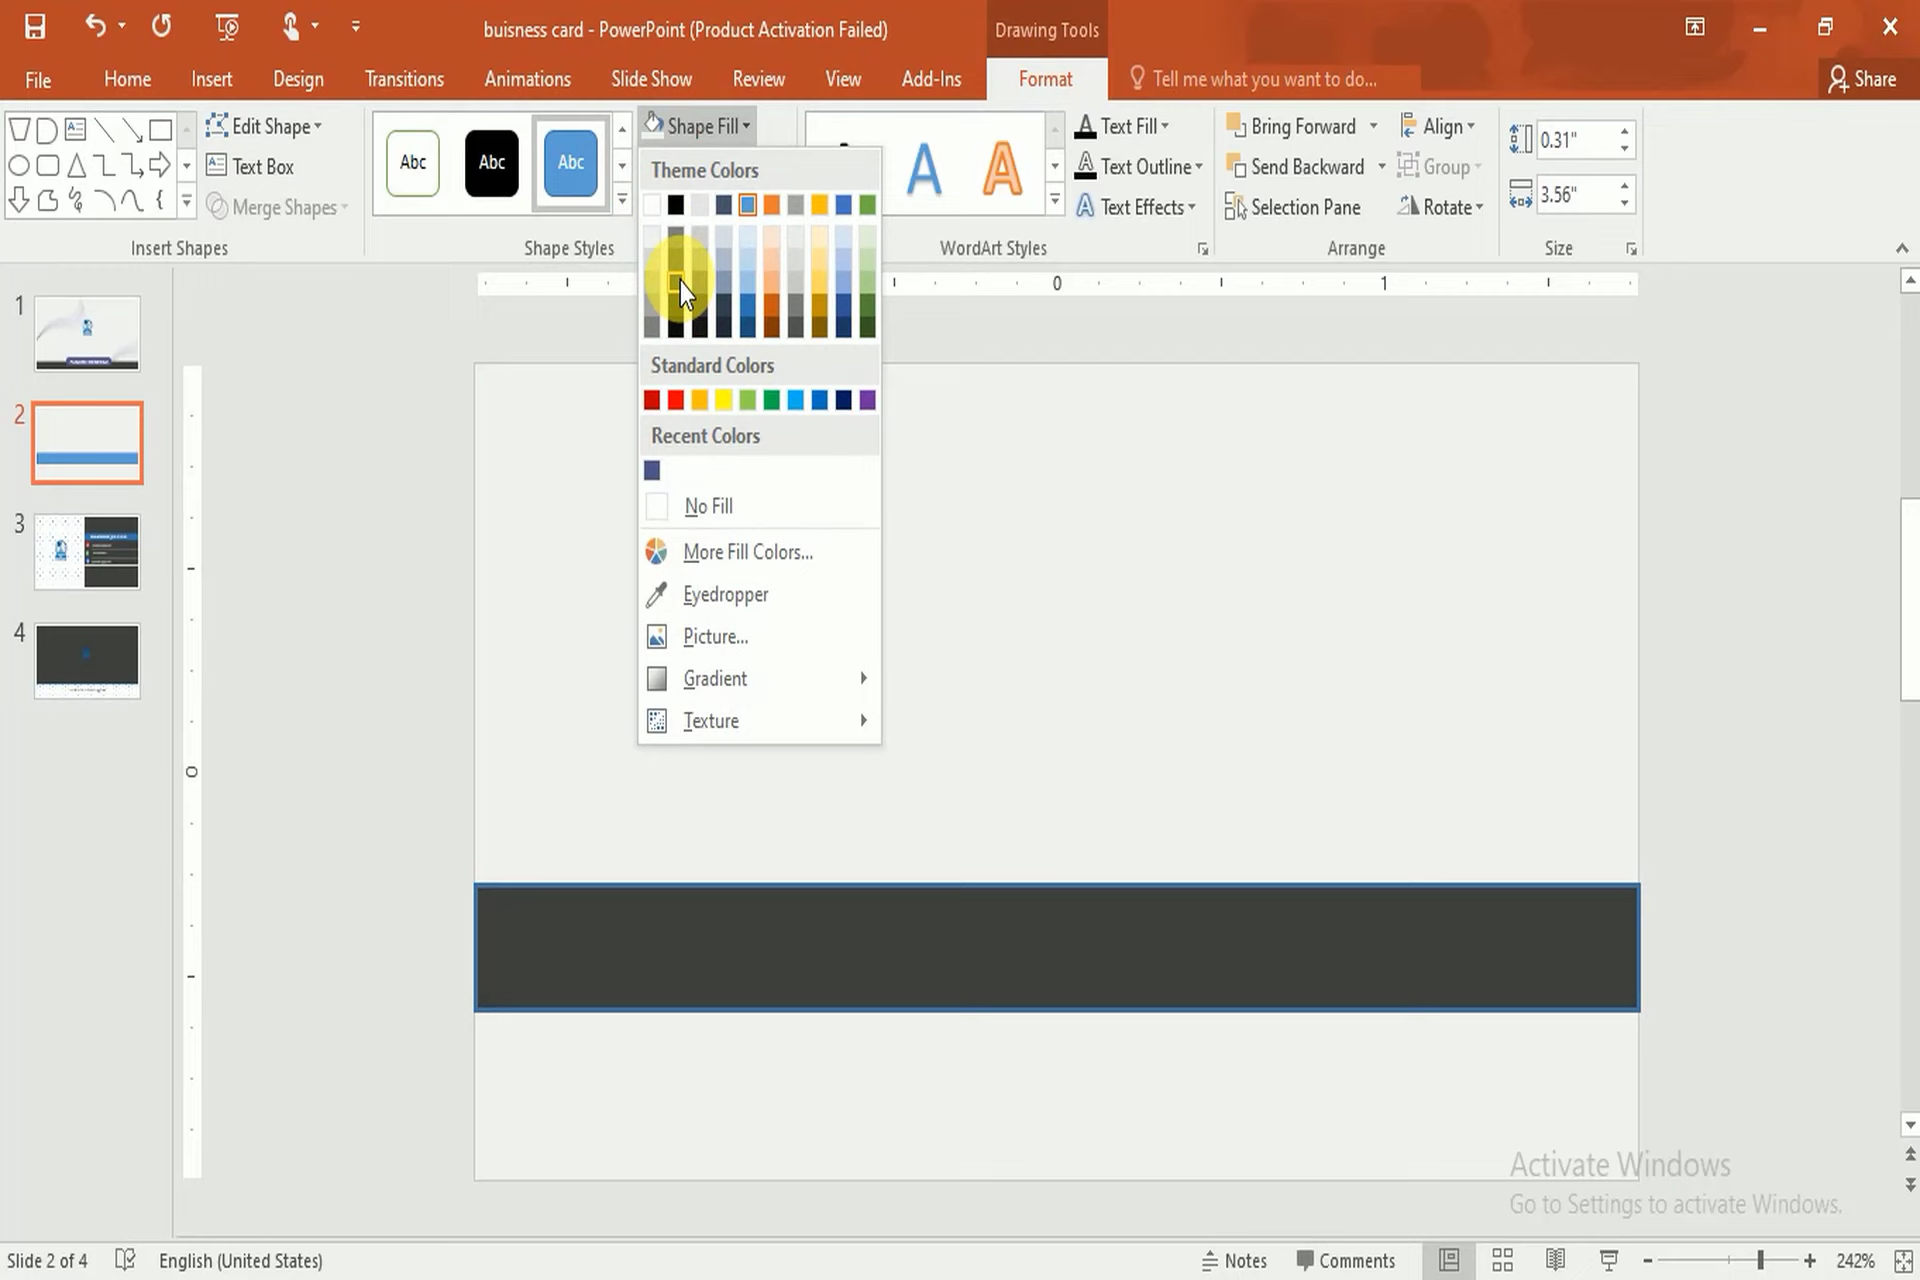 buisness card - PowerPoint (Product Activation Failed)
Drawing Tools
File
Home
Insert
Design
Transitions
Animations
Slide Show
Review
View
Add-Ins
Format
Tell me what you want to do...
Share
Edit Shape
Text Box
Merge Shapes
Insert Shapes
Abc
Abc
Abc
Shape Styles
Shape Fill
Theme Colors
Standard Colors
Recent Colors
No Fill
More Fill Colors...
Eyedropper
Picture...
Gradient
Texture
A
A
WordArt Styles
Text Fill
Text Outline
Text Effects
Bring Forward
Send Backward
Selection Pane
Align
Group
Rotate
Arrange
0.31"
3.56"
Size
0
1
1
2
3
4
1
0
1
Activate Windows
Go to Settings to activate Windows.
Slide 2 of 4
English (United States)
Notes
Comments
242%